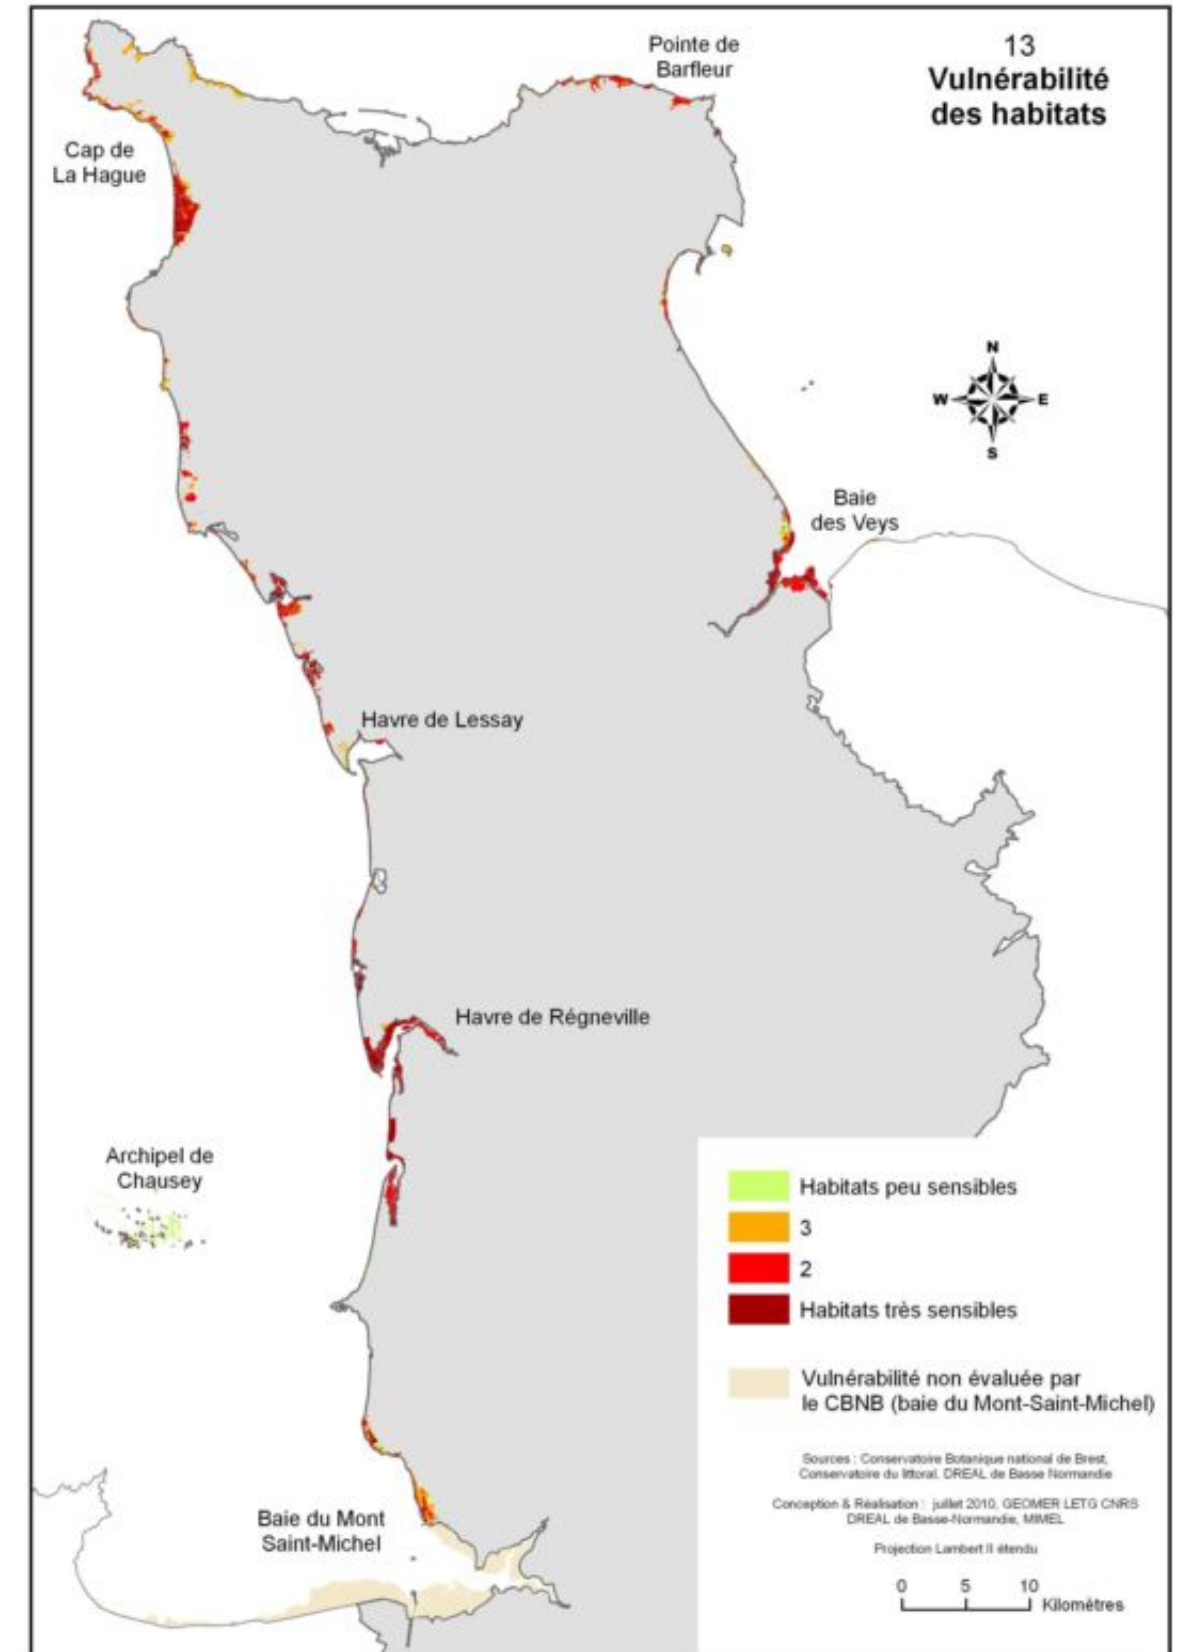 13
Vulnérabilité
des habitats
Pointe de
Barfleur
Cap de
La Hague
N
W
E
S
Baie
des Veys
Havre de Lessay
Havre de Régneville
Archipel de
Chausey
Habitats peu sensibles
3
2
Habitats très sensibles
Vulnérabilité non évaluée par
le CBNB (baie du Mont-Saint-Michel)
Sources : Conservatoire Botanique national de Brest,
Conservatoire du littoral, DREAL de Basse Normandie
Conception & Réalisation : juillet 2010, GEOMER LETG CNRS
DREAL de Basse-Normandie, MIMEL
Projection Lambert II étendu
Baie du Mont
Saint-Michel
0 5 10
Kilomètres